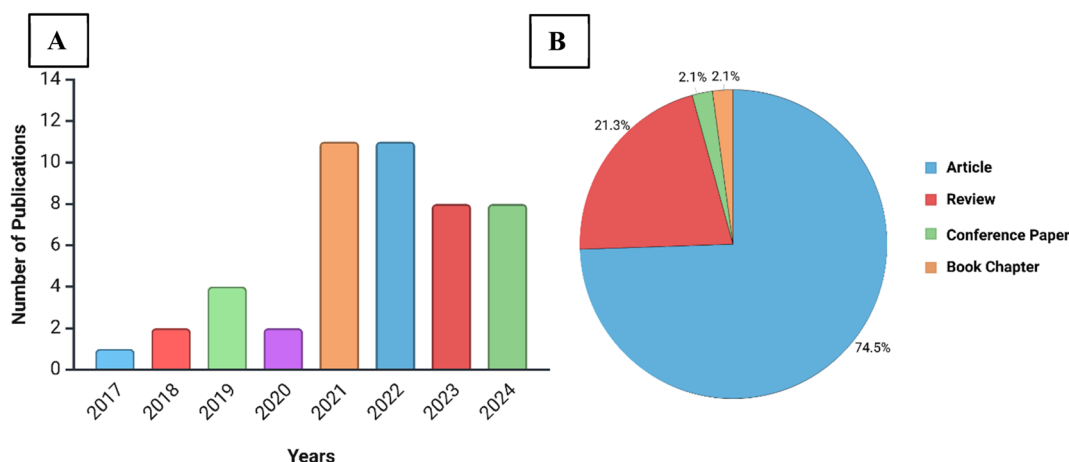 A
B
Number of Publications
14
12
10
8
6
4
2
0
2017
2018
2019
2020
2021
2022
2023
2024
Years
2.1%
2.1%
21.3%
74.5%
Article
Review
Conference Paper
Book Chapter